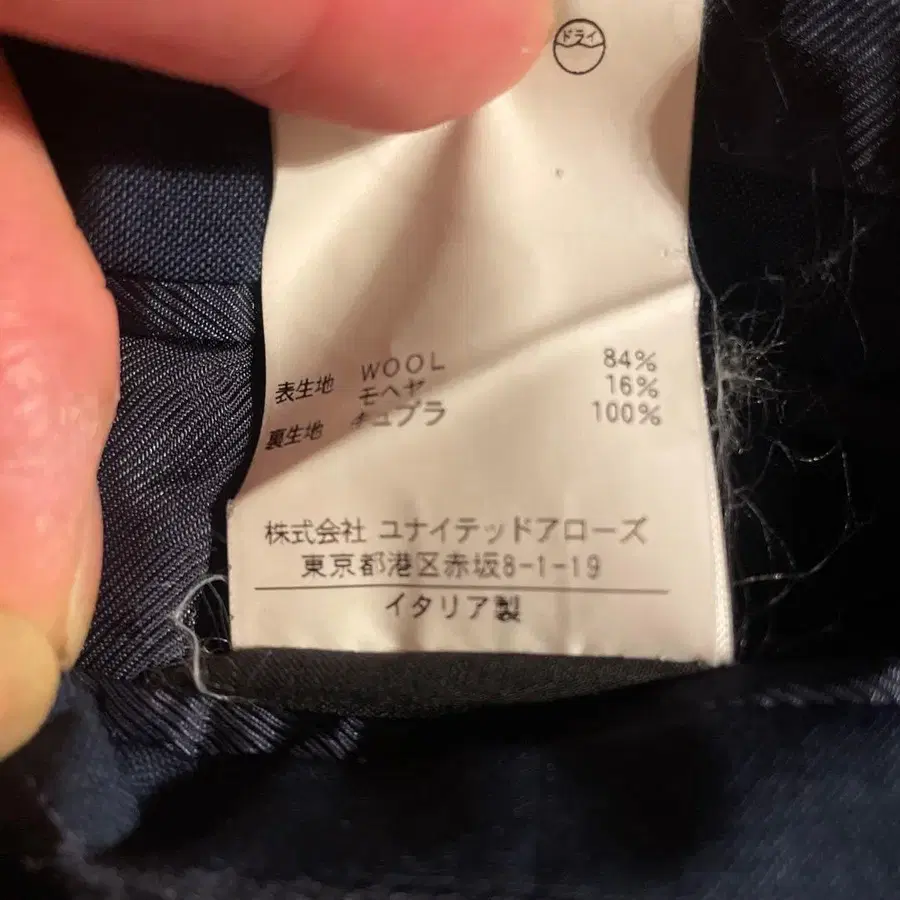 ドライ
表生地 WOOL 84%
モヘヤ 16%
裏生地 キュプラ 100%
株式会社 ユナイテッドアローズ
東京都港区赤坂8-1-19
イタリア製